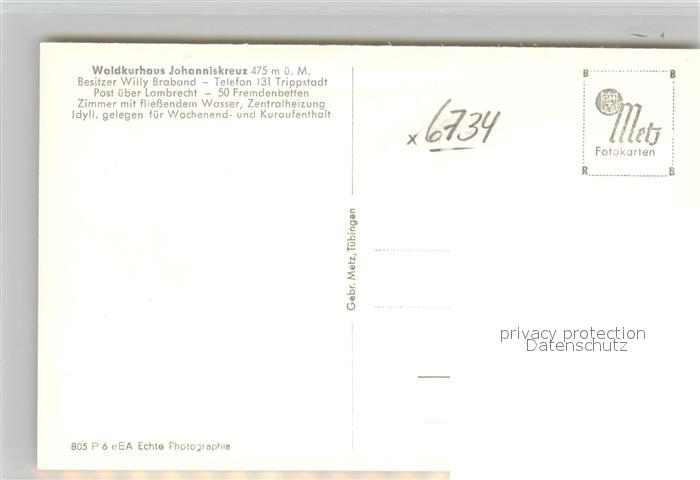 Waldkurhaus Johanniskreuz 475 m ü. M.
Besitzer Willy Braband – Telefon 131 Trippstadt
Post über Lambrecht – 50 Fremdenbetten
Zimmer mit fließendem Wasser, Zentralheizung
Idyll. gelegen für Wochenend- und Kuraufenthalt
x 6734
B B
Metz
Fotokarten
R B
Gebr. Metz, Tübingen
privacy protection
Datenschutz
805 P 6 eEA Echte Photographie